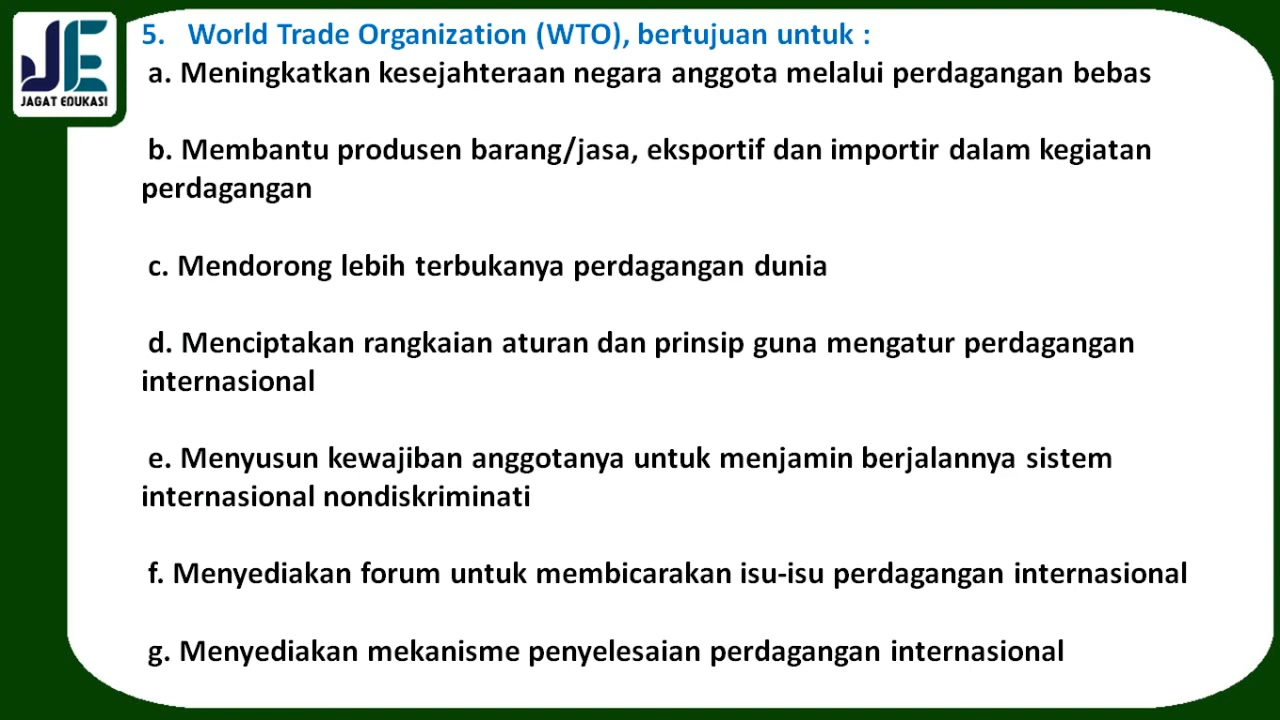 JE
JAGAT EDUKASI
5. World Trade Organization (WTO), bertujuan untuk :
a. Meningkatkan kesejahteraan negara anggota melalui perdagangan bebas
b. Membantu produsen barang/jasa, eksportif dan importir dalam kegiatan
perdagangan
c. Mendorong lebih terbukanya perdagangan dunia
d. Menciptakan rangkaian aturan dan prinsip guna mengatur perdagangan
internasional
e. Menyusun kewajiban anggotanya untuk menjamin berjalannya sistem
internasional nondiskriminati
f. Menyediakan forum untuk membicarakan isu-isu perdagangan internasional
g. Menyediakan mekanisme penyelesaian perdagangan internasional